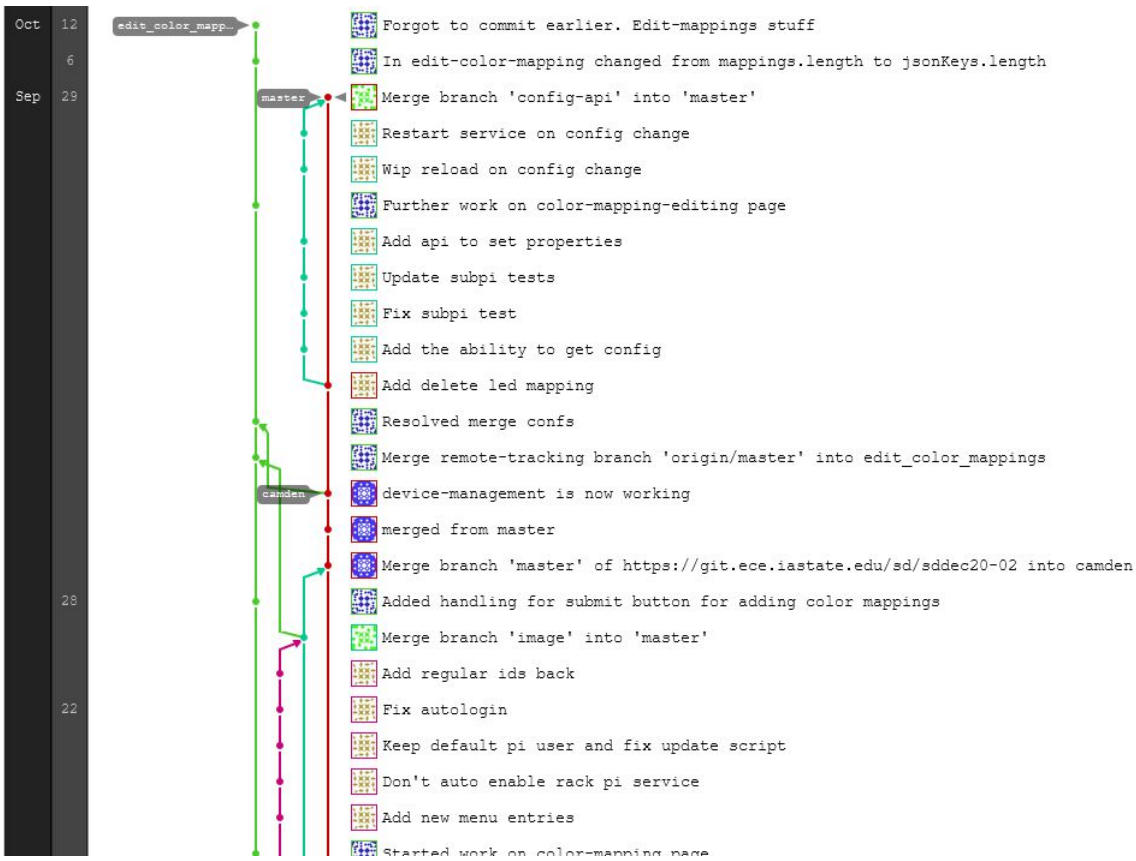 Oct 12 edit_color_mapp… Forgot to commit earlier. Edit-mappings stuff
6 In edit-color-mapping changed from mappings.length to jsonKeys.length
Sep 29 master Merge branch 'config-api' into 'master'
Restart service on config change
Wip reload on config change
Further work on color-mapping-editing page
Add api to set properties
Update subpi tests
Fix subpi test
Add the ability to get config
Add delete led mapping
Resolved merge confs
Merge remote-tracking branch 'origin/master' into edit_color_mappings
camden device-management is now working
merged from master
Merge branch 'master' of https://git.ece.iastate.edu/sd/sddec20-02 into camden
28 Added handling for submit button for adding color mappings
Merge branch 'image' into 'master'
Add regular ids back
22 Fix autologin
Keep default pi user and fix update script
Don't auto enable rack pi service
Add new menu entries
Started work on color-mapping page